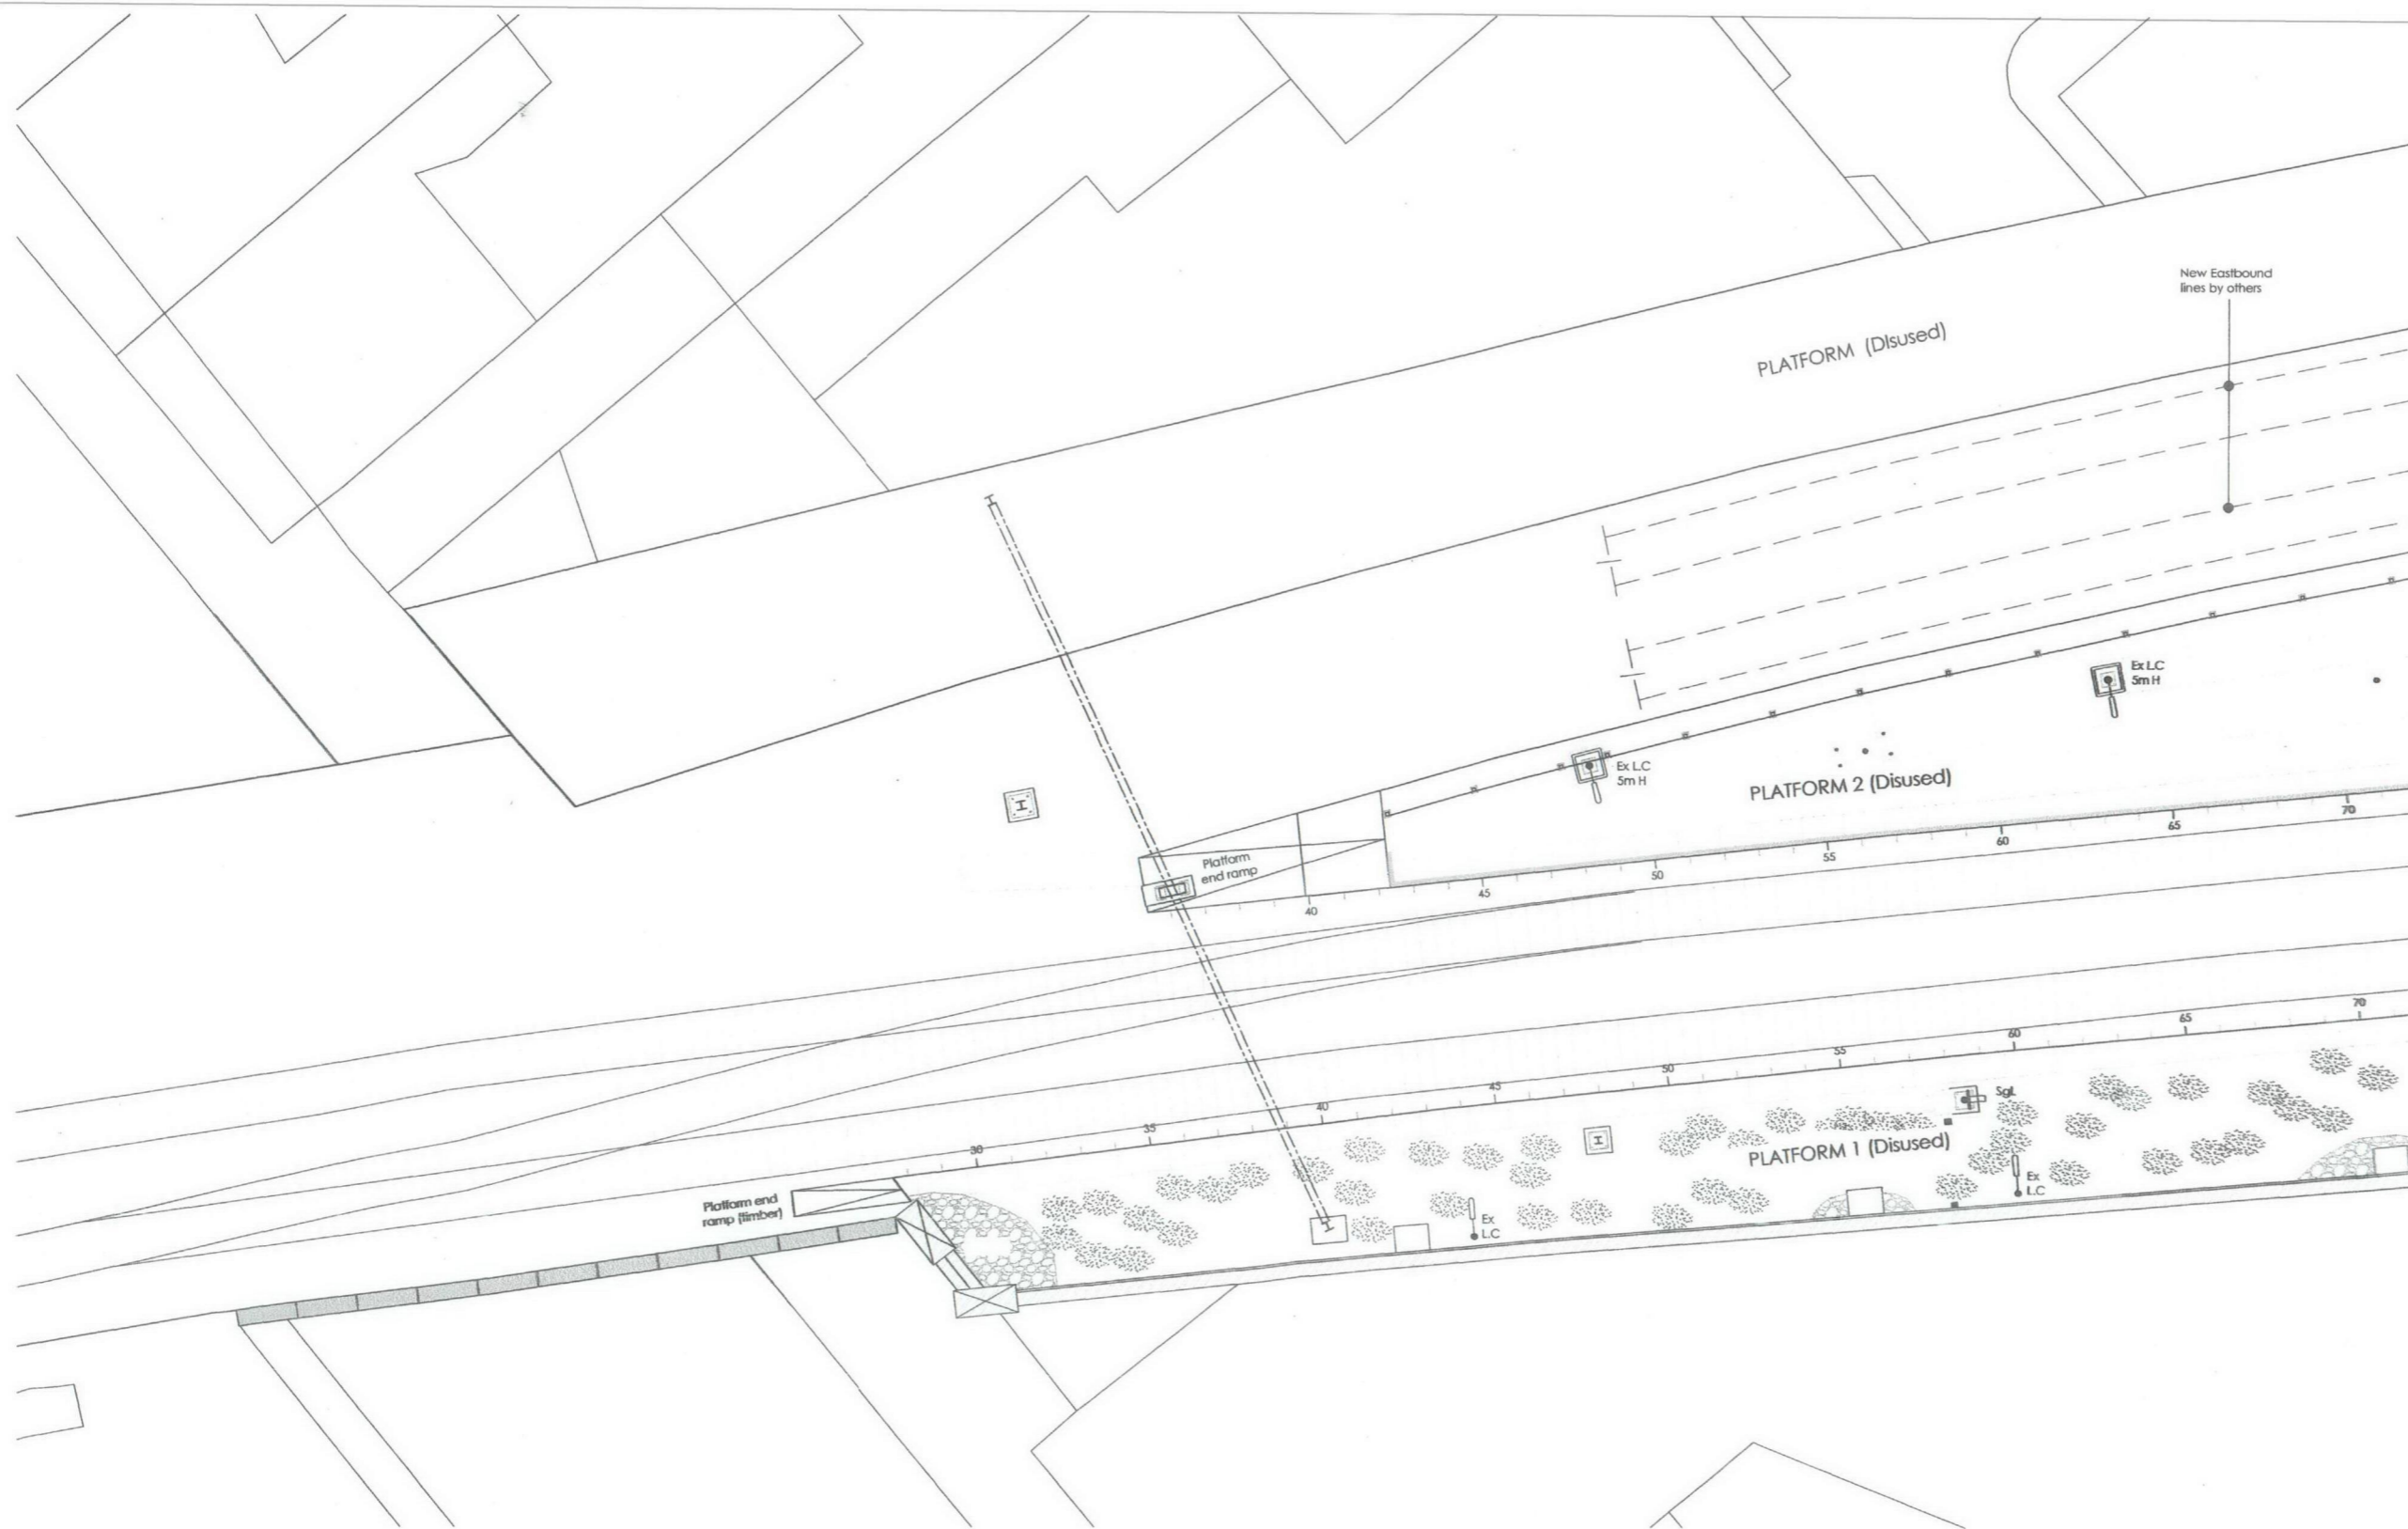 New Eastbound
lines by others
PLATFORM (DIsused)
Ex L.C
5m H
Ex L.C
5m H
PLATFORM 2 (Disused)
Platform
end ramp
40
45
50
55
60
65
70
30
35
40
45
50
55
60
65
70
Sgl.
PLATFORM 1 (Disused)
Platform end
ramp (timber)
Ex
L.C
Ex
L.C